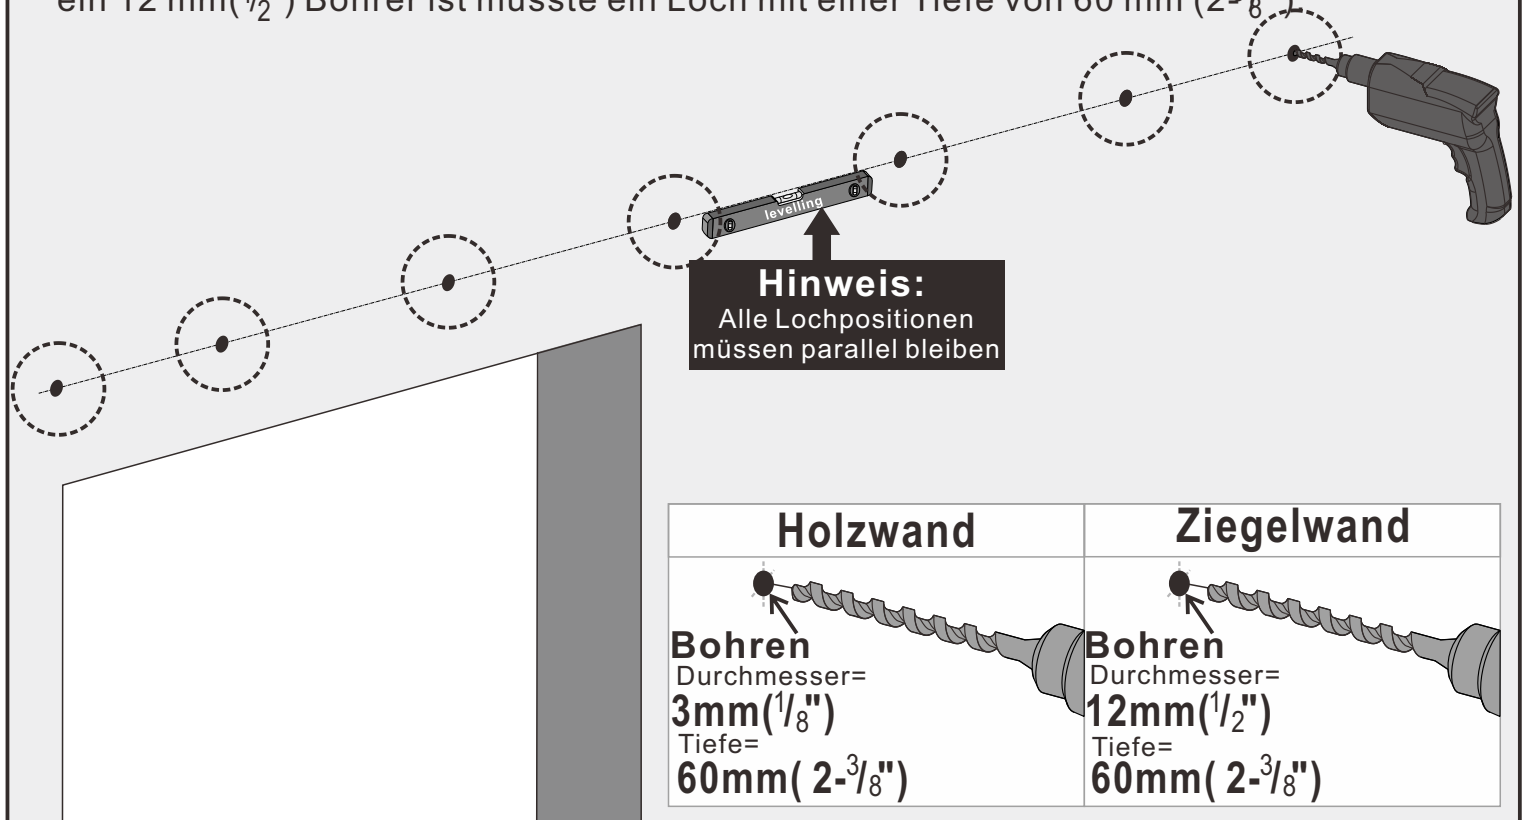 ein 12 mm(1/2") Bohrer ist müsste ein Loch mit einer Tiefe von 60 mm (2-3/8").
levelling
Hinweis:
Alle Lochpositionen
müssen parallel bleiben
Holzwand
Bohren
Durchmesser=
3mm(1/8")
Tiefe=
60mm( 2-3/8")
Ziegelwand
Bohren
Durchmesser=
12mm(1/2")
Tiefe=
60mm( 2-3/8")